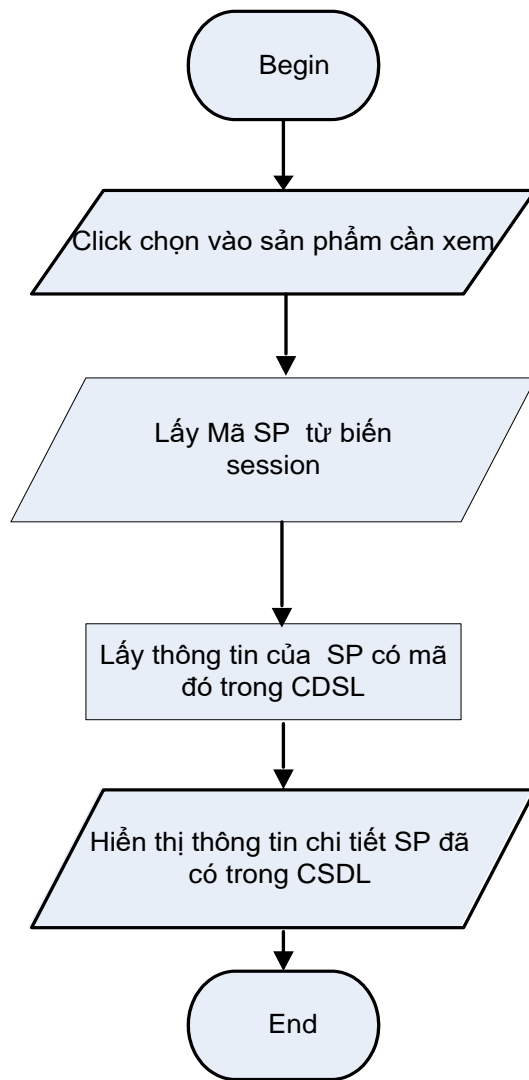 Begin
Click chọn vào sản phẩm cần xem
Lấy Mã SP từ biến
session
Lấy thông tin của SP có mã
đó trong CDSL
Hiển thị thông tin chi tiết SP đã
có trong CSDL
End